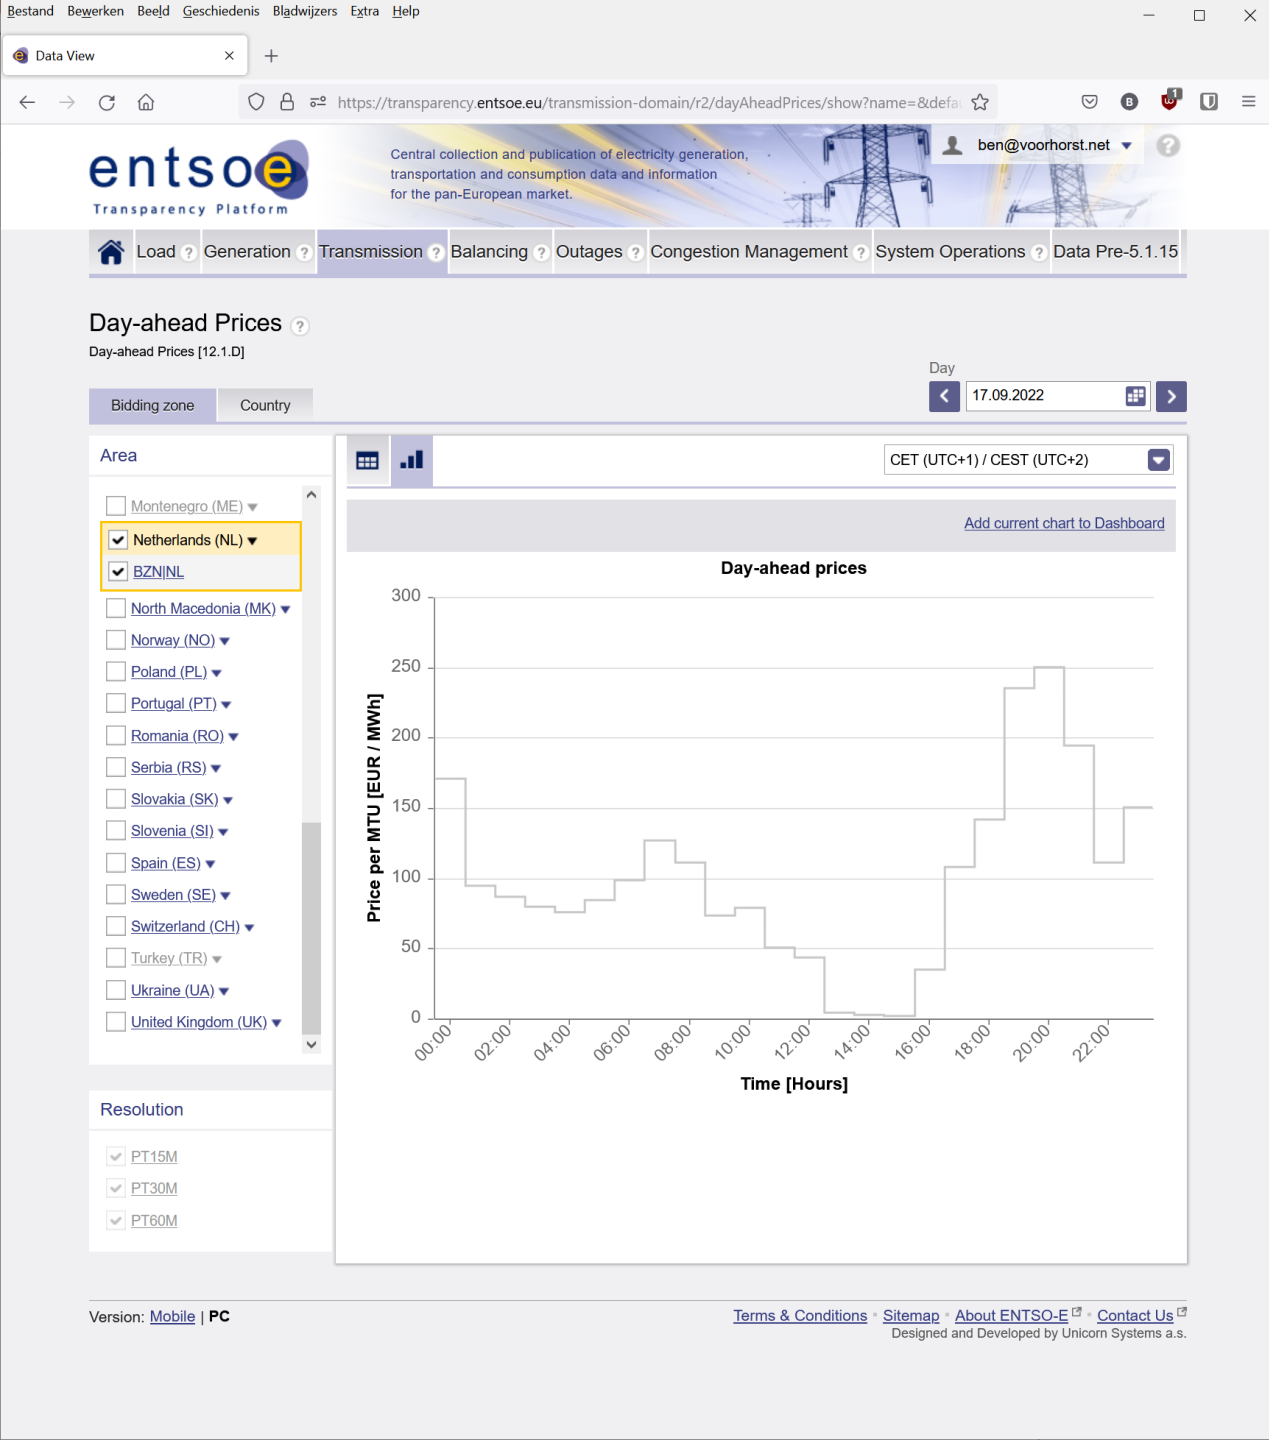 Bestand Bewerken Beeld Geschiedenis Bladwijzers Extra Help
Data View
https://transparency.entsoe.eu/transmission-domain/r2/dayAheadPrices/show?name=&defa
B
1
entsoe
Transparency Platform
Central collection and publication of electricity generation,
transportation and consumption data and information
for the pan-European market.
ben@voorhorst.net
?
Load ? Generation ? Transmission ? Balancing ? Outages ? Congestion Management ? System Operations ? Data Pre-5.1.15
Day-ahead Prices ?
Day-ahead Prices [12.1.D]
Day
17.09.2022
Bidding zone Country
Area
Montenegro (ME)
Netherlands (NL)
BZN|NL
North Macedonia (MK)
Norway (NO)
Poland (PL)
Portugal (PT)
Romania (RO)
Serbia (RS)
Slovakia (SK)
Slovenia (SI)
Spain (ES)
Sweden (SE)
Switzerland (CH)
Turkey (TR)
Ukraine (UA)
United Kingdom (UK)
Resolution
PT15M
PT30M
PT60M
CET (UTC+1) / CEST (UTC+2)
Add current chart to Dashboard
Day-ahead prices
Price per MTU [EUR / MWh]
300
250
200
150
100
50
0
00:00 02:00 04:00 06:00 08:00 10:00 12:00 14:00 16:00 18:00 20:00 22:00
Time [Hours]
Version: Mobile | PC
Terms & Conditions Sitemap About ENTSO-E Contact Us
Designed and Developed by Unicorn Systems a.s.